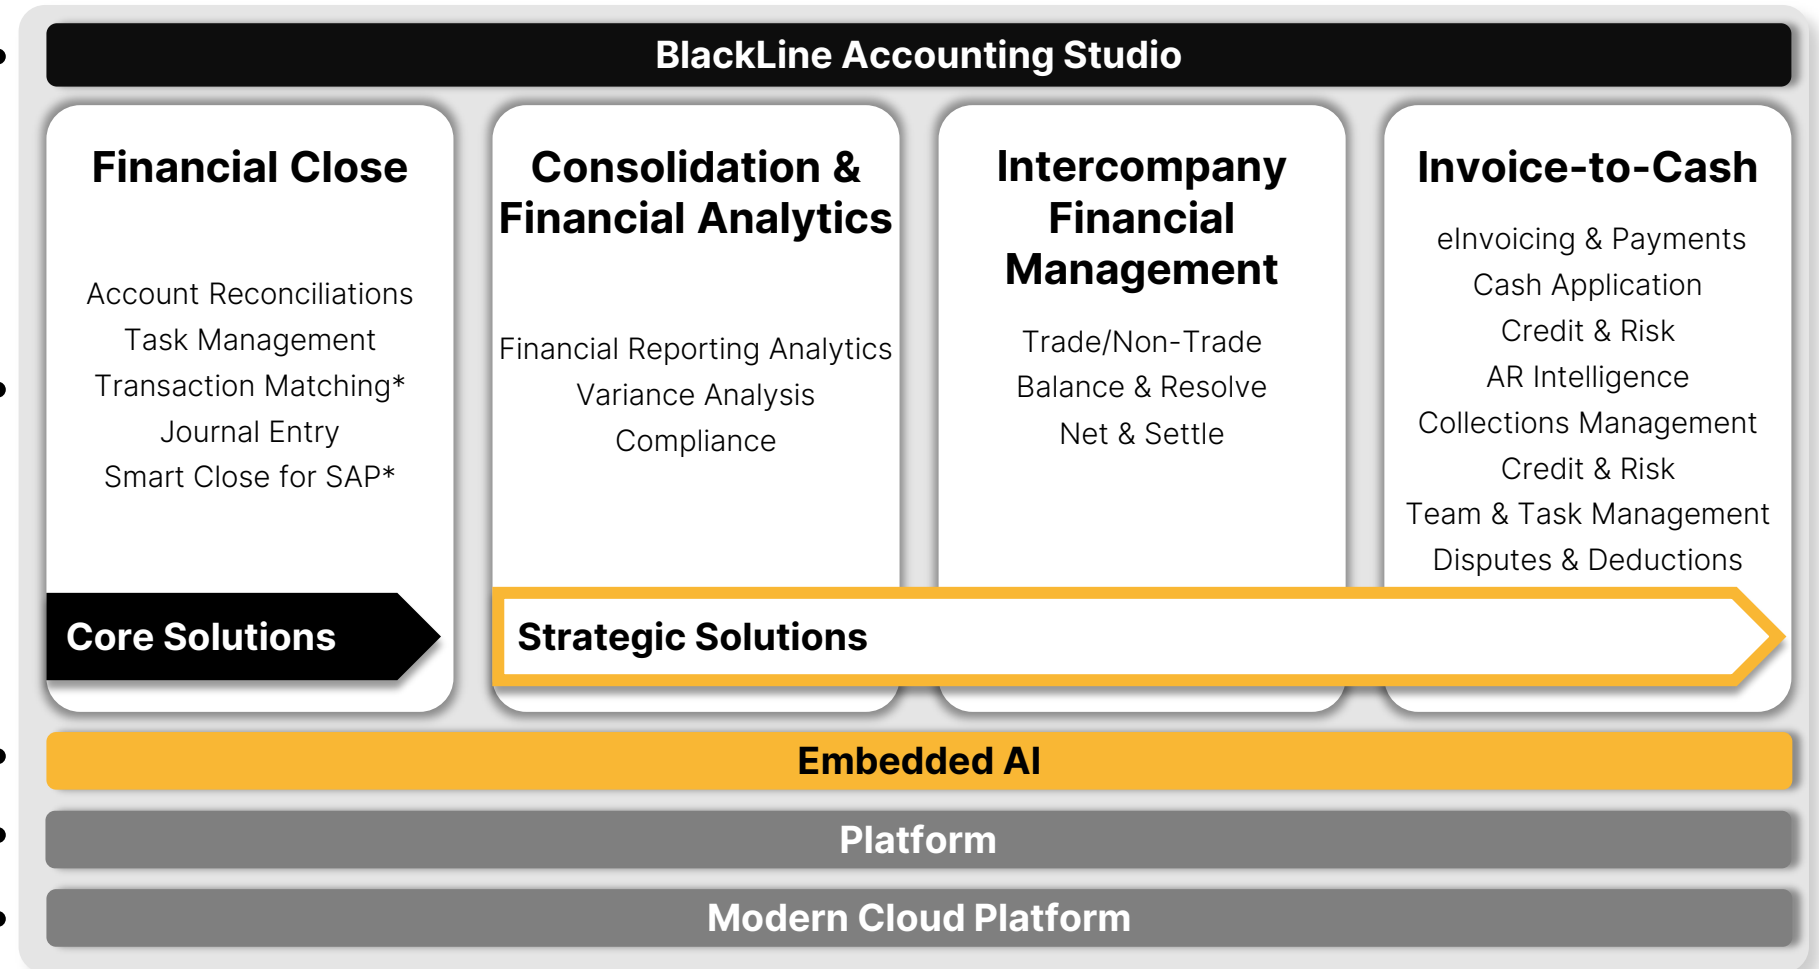 BlackLine Accounting Studio
Financial Close
Account Reconciliations
Task Management
Transaction Matching*
Journal Entry
Smart Close for SAP*
Consolidation &
Financial Analytics
Financial Reporting Analytics
Variance Analysis
Compliance
Intercompany
Financial
Management
Trade/Non-Trade
Balance & Resolve
Net & Settle
Invoice-to-Cash
eInvoicing & Payments
Cash Application
Credit & Risk
AR Intelligence
Collections Management
Credit & Risk
Team & Task Management
Disputes & Deductions
Core Solutions
Strategic Solutions
Embedded AI
Platform
Modern Cloud Platform